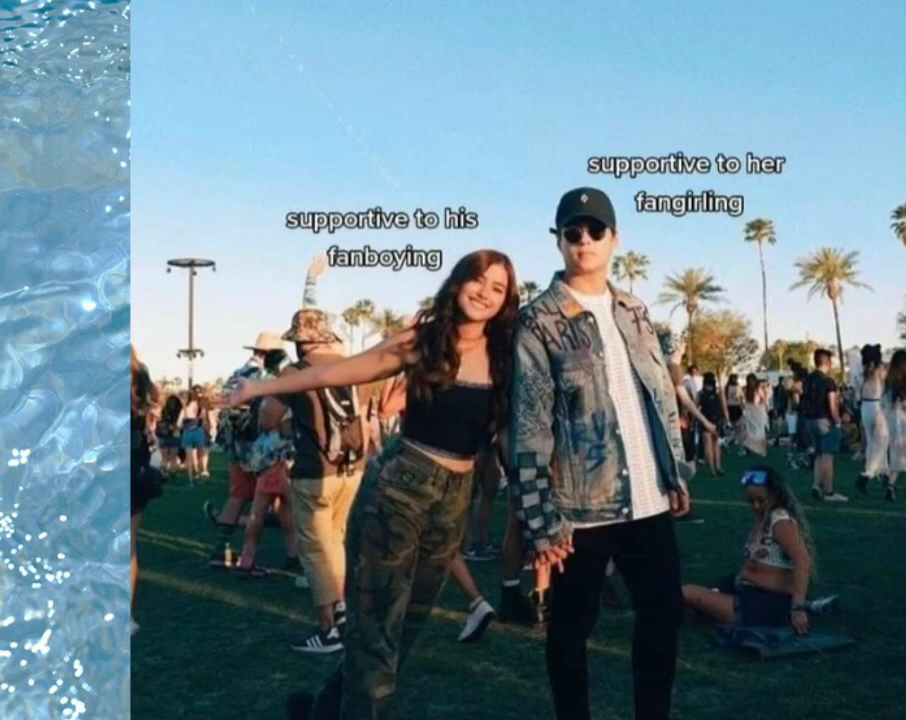 supportive to his
fanboying
supportive to her
fangirling